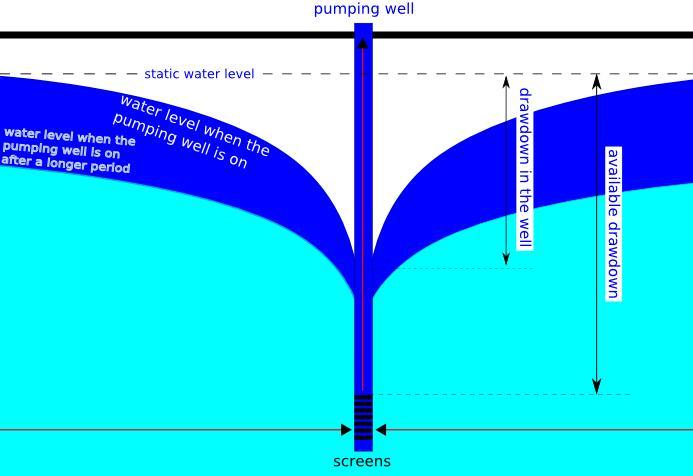 pumping well
static water level
water level when the
pumping well is on
water level when the
pumping well is on
after a longer period
drawdown in the well
available drawdown
screens